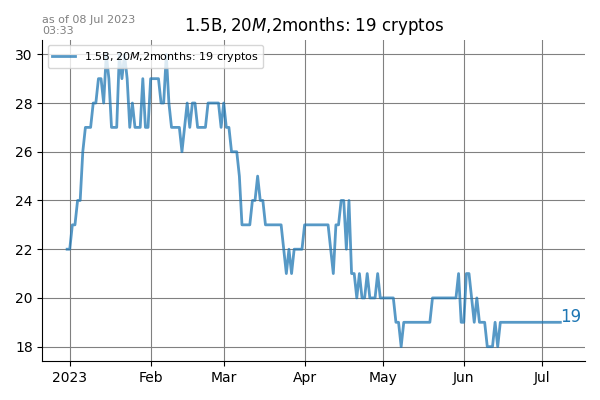 as of 08 Jul 2023
03:33
1.5B, 20M,2months: 19 cryptos
1.5B, 20M,2months: 19 cryptos
30
28
26
24
22
20
18
19
2023 Feb Mar Apr May Jun Jul